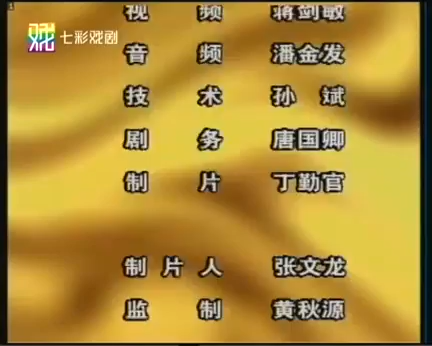 戏 七彩戏剧
视频 蒋剑敏
音频 潘金发
技术 孙斌
剧务 唐国卿
制片 丁勤官
制片人 张文龙
监制 黄秋源